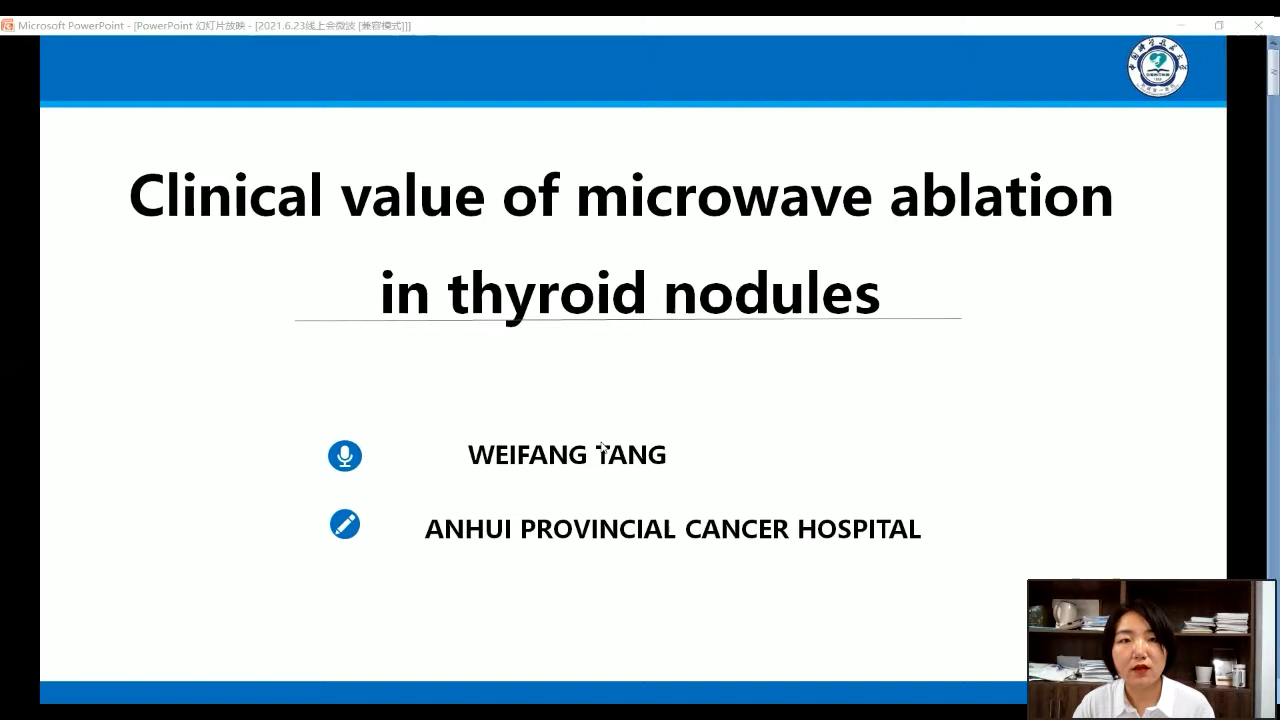 Microsoft PowerPoint - [PowerPoint 幻灯片放映 - [2021.6.23线上会微波 [兼容模式]]]
Clinical value of microwave ablation
in thyroid nodules
WEIFANG TANG
ANHUI PROVINCIAL CANCER HOSPITAL